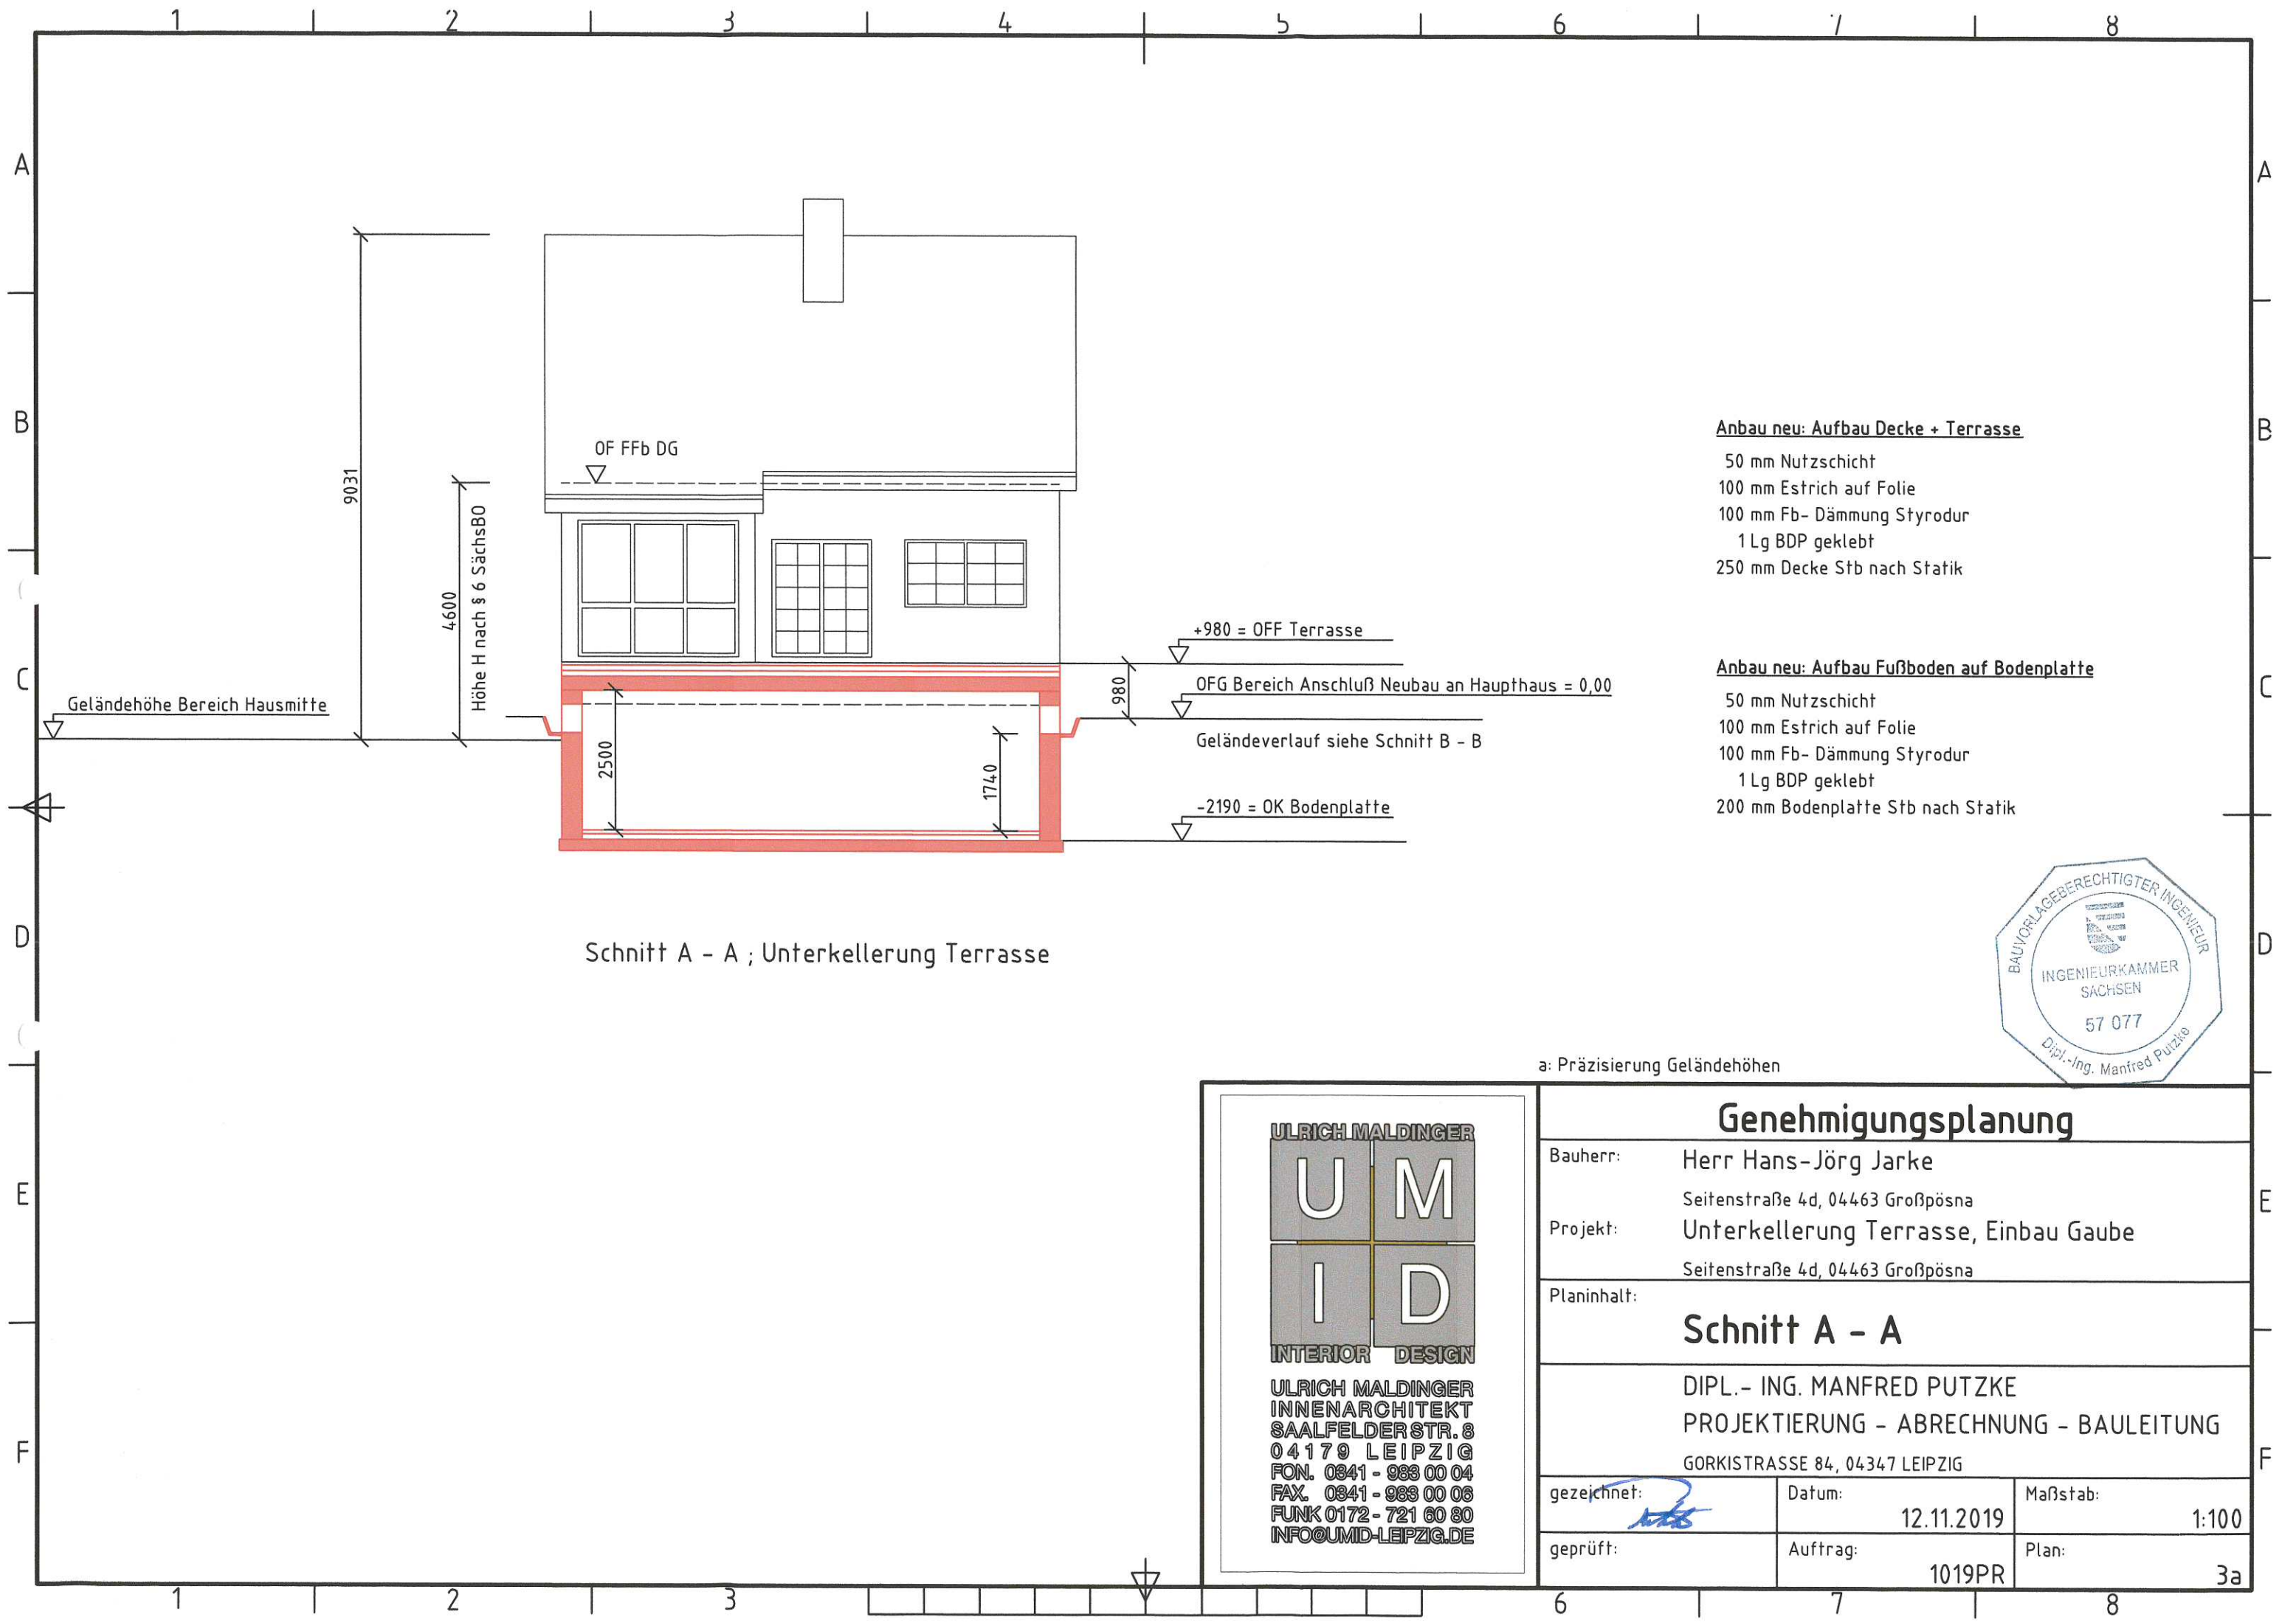 1 2 3 4 5 6 7 8
A
B
C
D
E
F
A
B
C
D
E
F
9031
4600
Höhe H nach § 6 SächsBO
OF FFb DG
Geländehöhe Bereich Hausmitte
2500
1740
980
+980 = OFF Terrasse
OFG Bereich Anschluß Neubau an Haupthaus = 0,00
Geländeverlauf siehe Schnitt B - B
-2190 = OK Bodenplatte
Schnitt A - A ; Unterkellerung Terrasse
Anbau neu: Aufbau Decke + Terrasse
50 mm Nutzschicht
100 mm Estrich auf Folie
100 mm Fb- Dämmung Styrodur
1 Lg BDP geklebt
250 mm Decke Stb nach Statik
Anbau neu: Aufbau Fußboden auf Bodenplatte
50 mm Nutzschicht
100 mm Estrich auf Folie
100 mm Fb- Dämmung Styrodur
1 Lg BDP geklebt
200 mm Bodenplatte Stb nach Statik
BAUVORLAGEBERECHTIGTER INGENIEUR
INGENIEURKAMMER
SACHSEN
57 077
Dipl.-Ing. Manfred Putzke
a: Präzisierung Geländehöhen
ULRICH MALDINGER
U M
I D
INTERIOR DESIGN
ULRICH MALDINGER
INNENARCHITEKT
SAALFELDERSTR. 8
04179 LEIPZIG
FON. 0341 - 983 00 04
FAX. 0341 - 983 00 06
FUNK 0172 - 721 60 80
INFO@UMID-LEIPZIG.DE
Genehmigungsplanung
Bauherr: Herr Hans-Jörg Jarke
Seitenstraße 4d, 04463 Großpösna
Projekt: Unterkellerung Terrasse, Einbau Gaube
Seitenstraße 4d, 04463 Großpösna
Planinhalt:
Schnitt A - A
DIPL.- ING. MANFRED PUTZKE
PROJEKTIERUNG - ABRECHNUNG - BAULEITUNG
GORKISTRASSE 84, 04347 LEIPZIG
gezeichnet: Datum: Maßstab:
12.11.2019 1:100
geprüft: Auftrag: Plan:
1019PR 3a
1 2 3 6 7 8